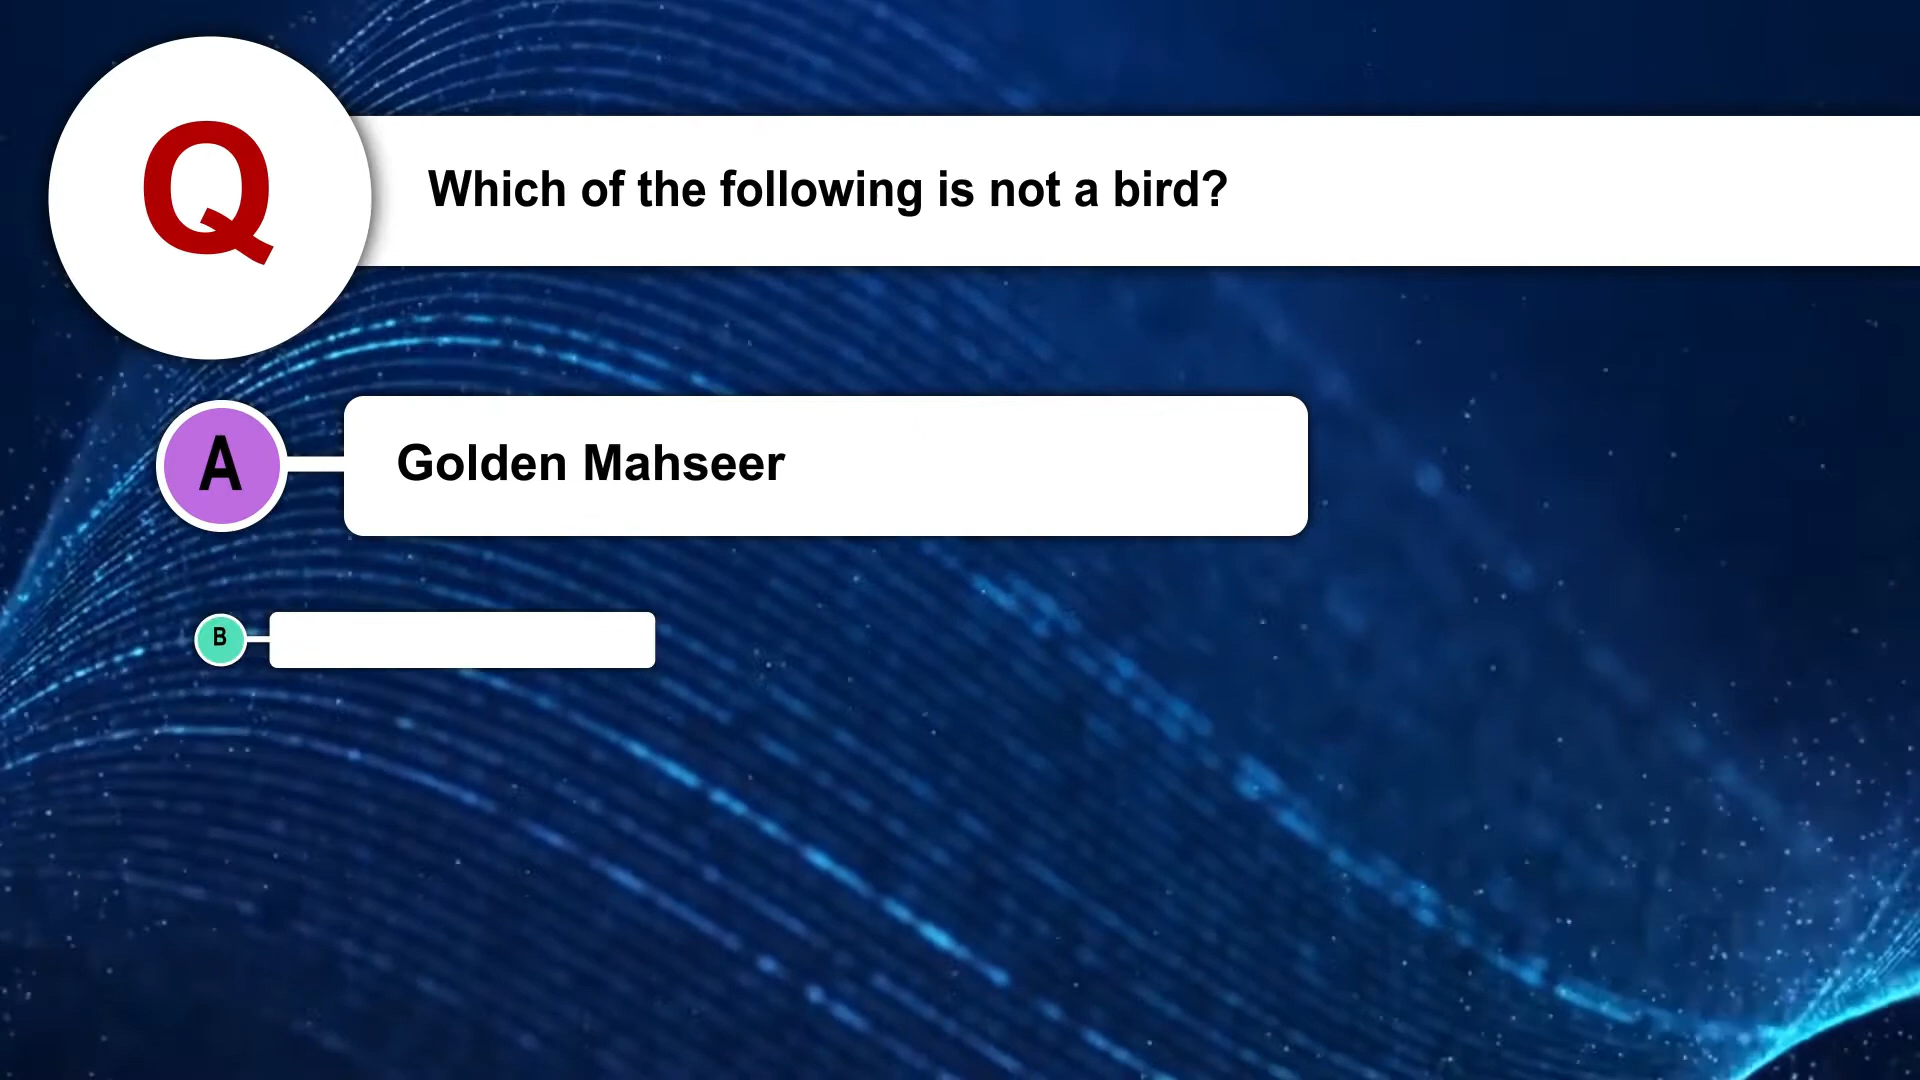 Q
Which of the following is not a bird?
A
Golden Mahseer
B